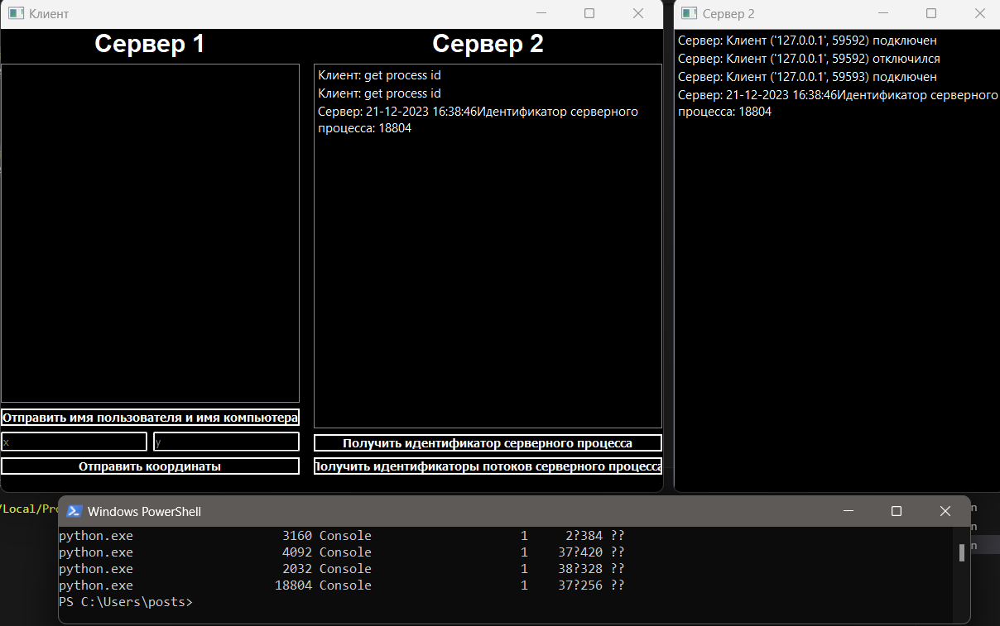 Клиент
Сервер 1
Сервер 2
Клиент: get process id
Клиент: get process id
Сервер: 21-12-2023 16:38:46Идентификатор серверного
процесса: 18804
Отправить имя пользователя и имя компьютера
x
y
Отправить координаты
Получить идентификатор серверного процесса
Получить идентификаторы потоков серверного процесса
Сервер 2
Сервер: Клиент ('127.0.0.1', 59592) подключен
Сервер: Клиент ('127.0.0.1', 59592) отключился
Сервер: Клиент ('127.0.0.1', 59593) подключен
Сервер: 21-12-2023 16:38:46Идентификатор серверного
процесса: 18804
/Local/Pro
Windows PowerShell
python.exe 3160 Console 1 2?384 ??
python.exe 4092 Console 1 37?420 ??
python.exe 2032 Console 1 38?328 ??
python.exe 18804 Console 1 37?256 ??
PS C:\Users\posts>
n
n
n